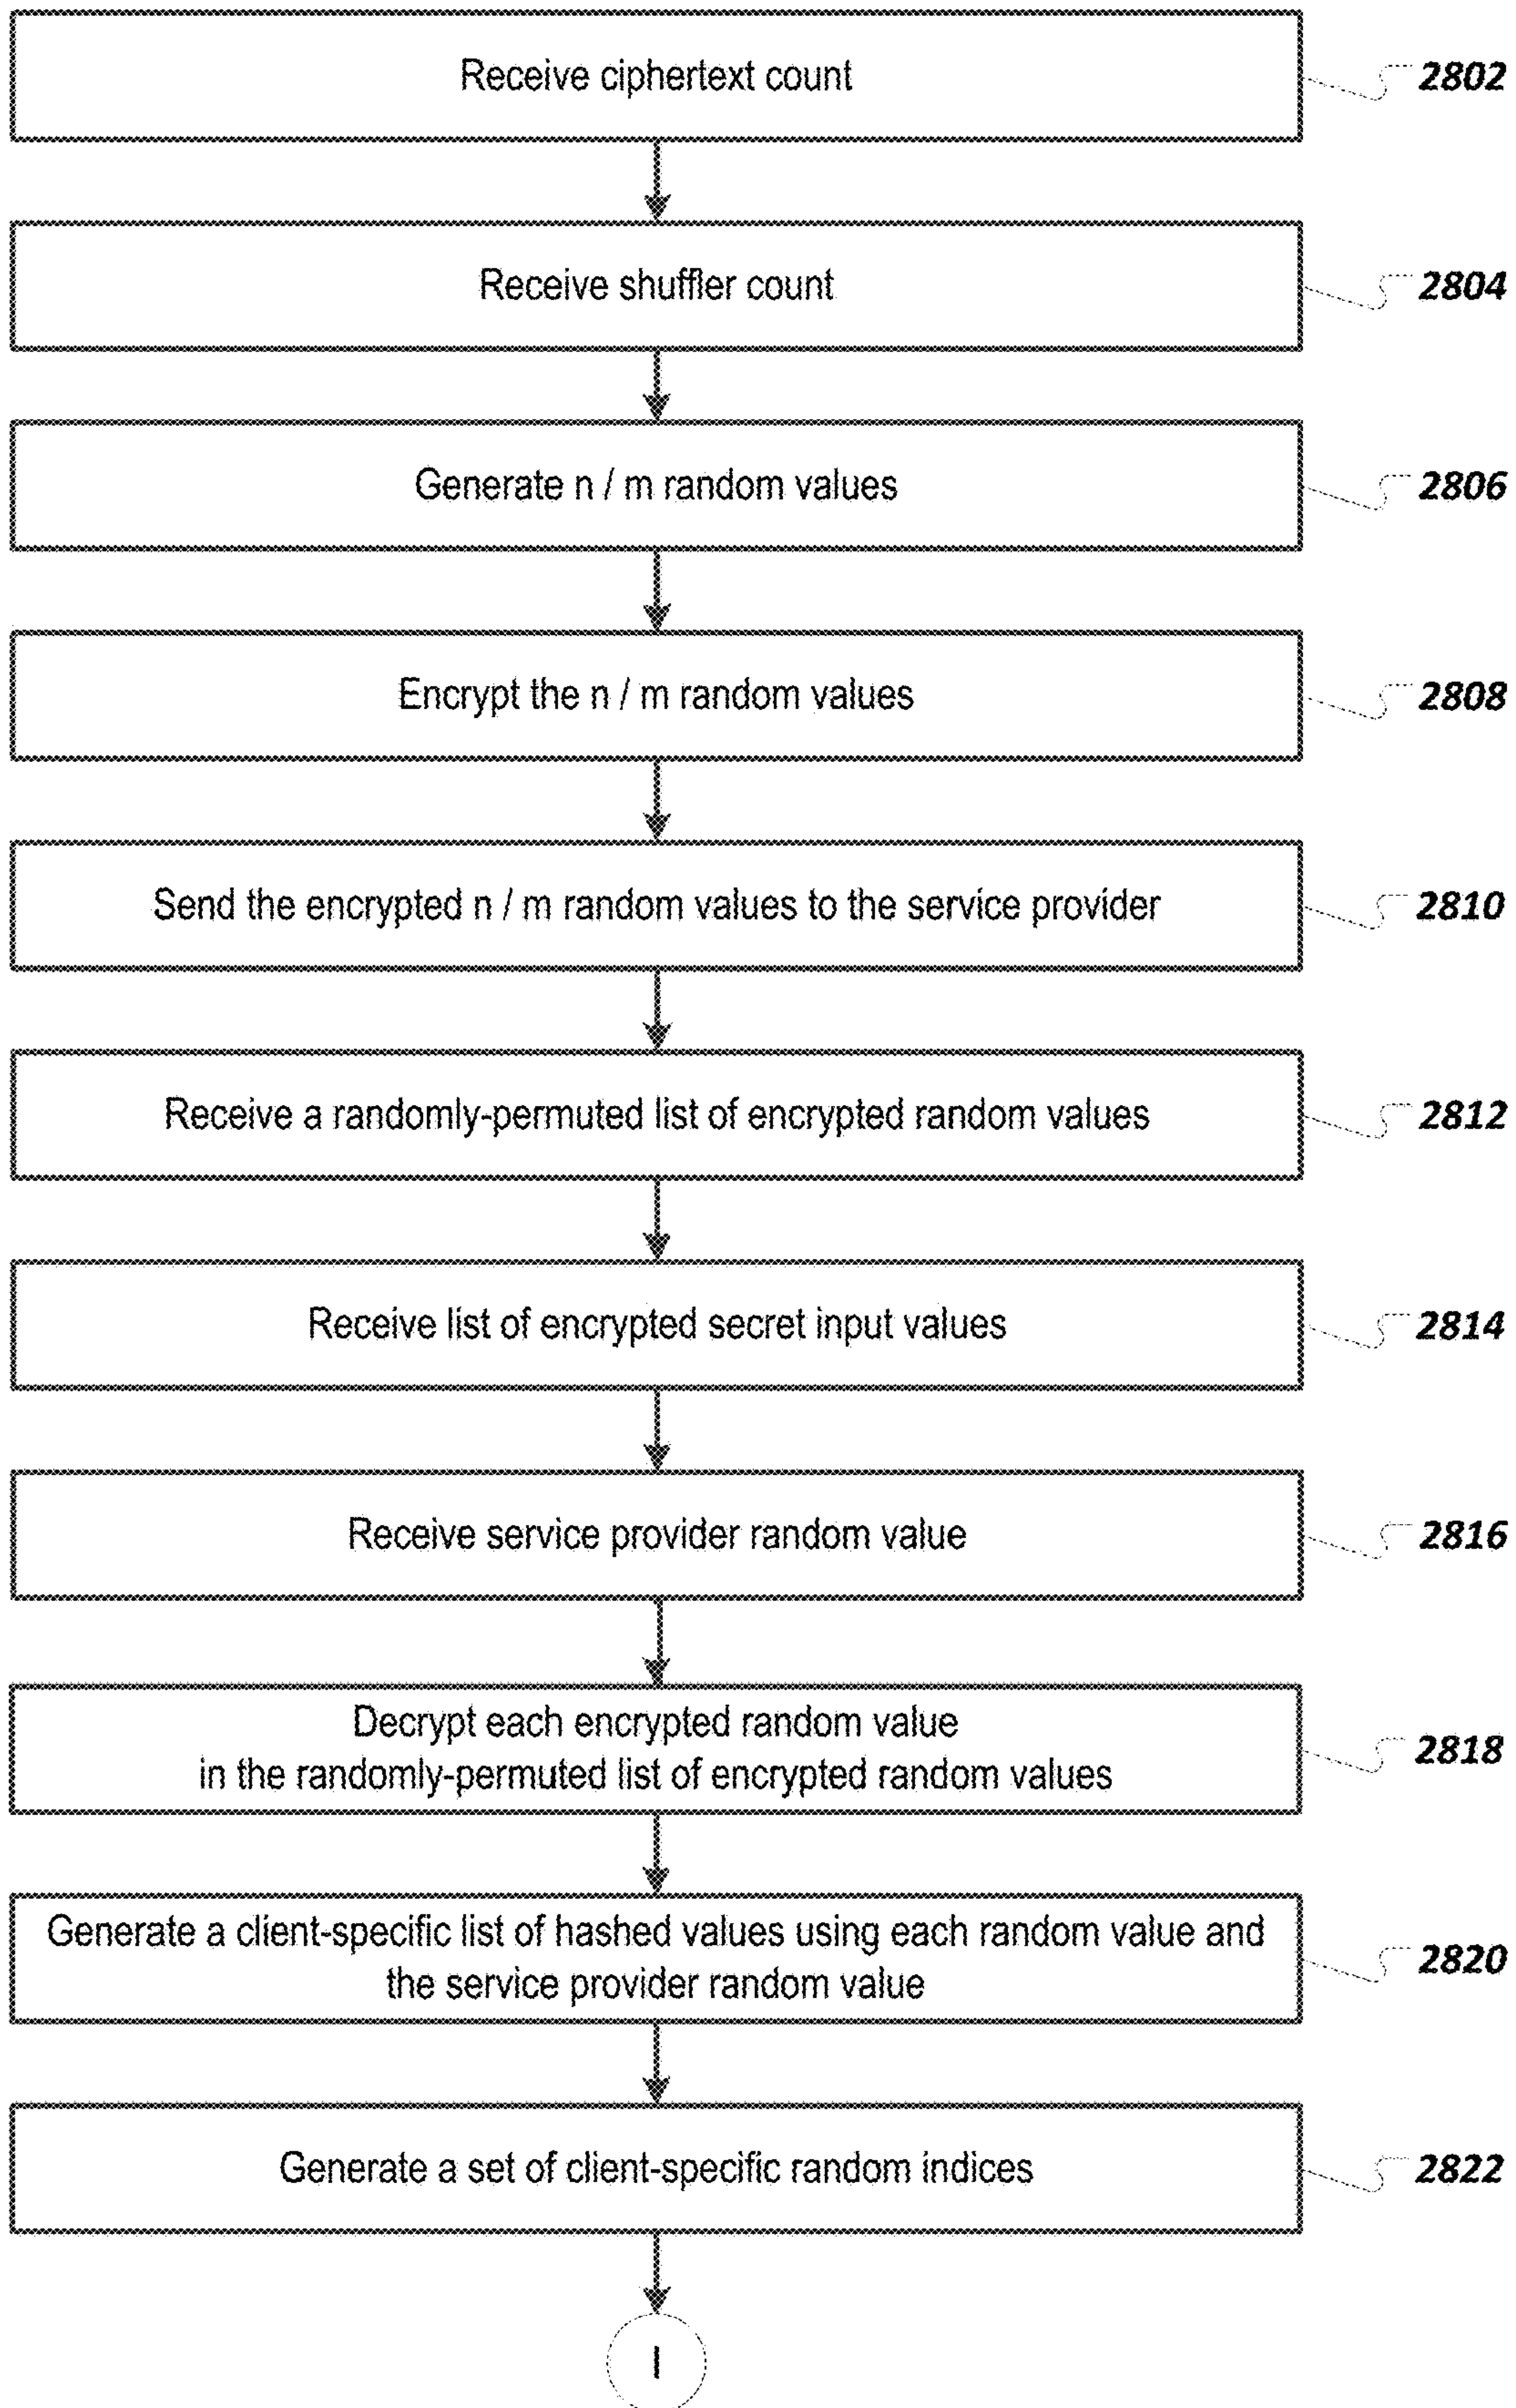 Receive ciphertext count
2802
Receive shuffler count
2804
Generate n / m random values
2806
Encrypt the n / m random values
2808
Send the encrypted n / m random values to the service provider
2810
Receive a randomly-permuted list of encrypted random values
2812
Receive list of encrypted secret input values
2814
Receive service provider random value
2816
Decrypt each encrypted random value
in the randomly-permuted list of encrypted random values
2818
Generate a client-specific list of hashed values using each random value and
the service provider random value
2820
Generate a set of client-specific random indices
2822
I